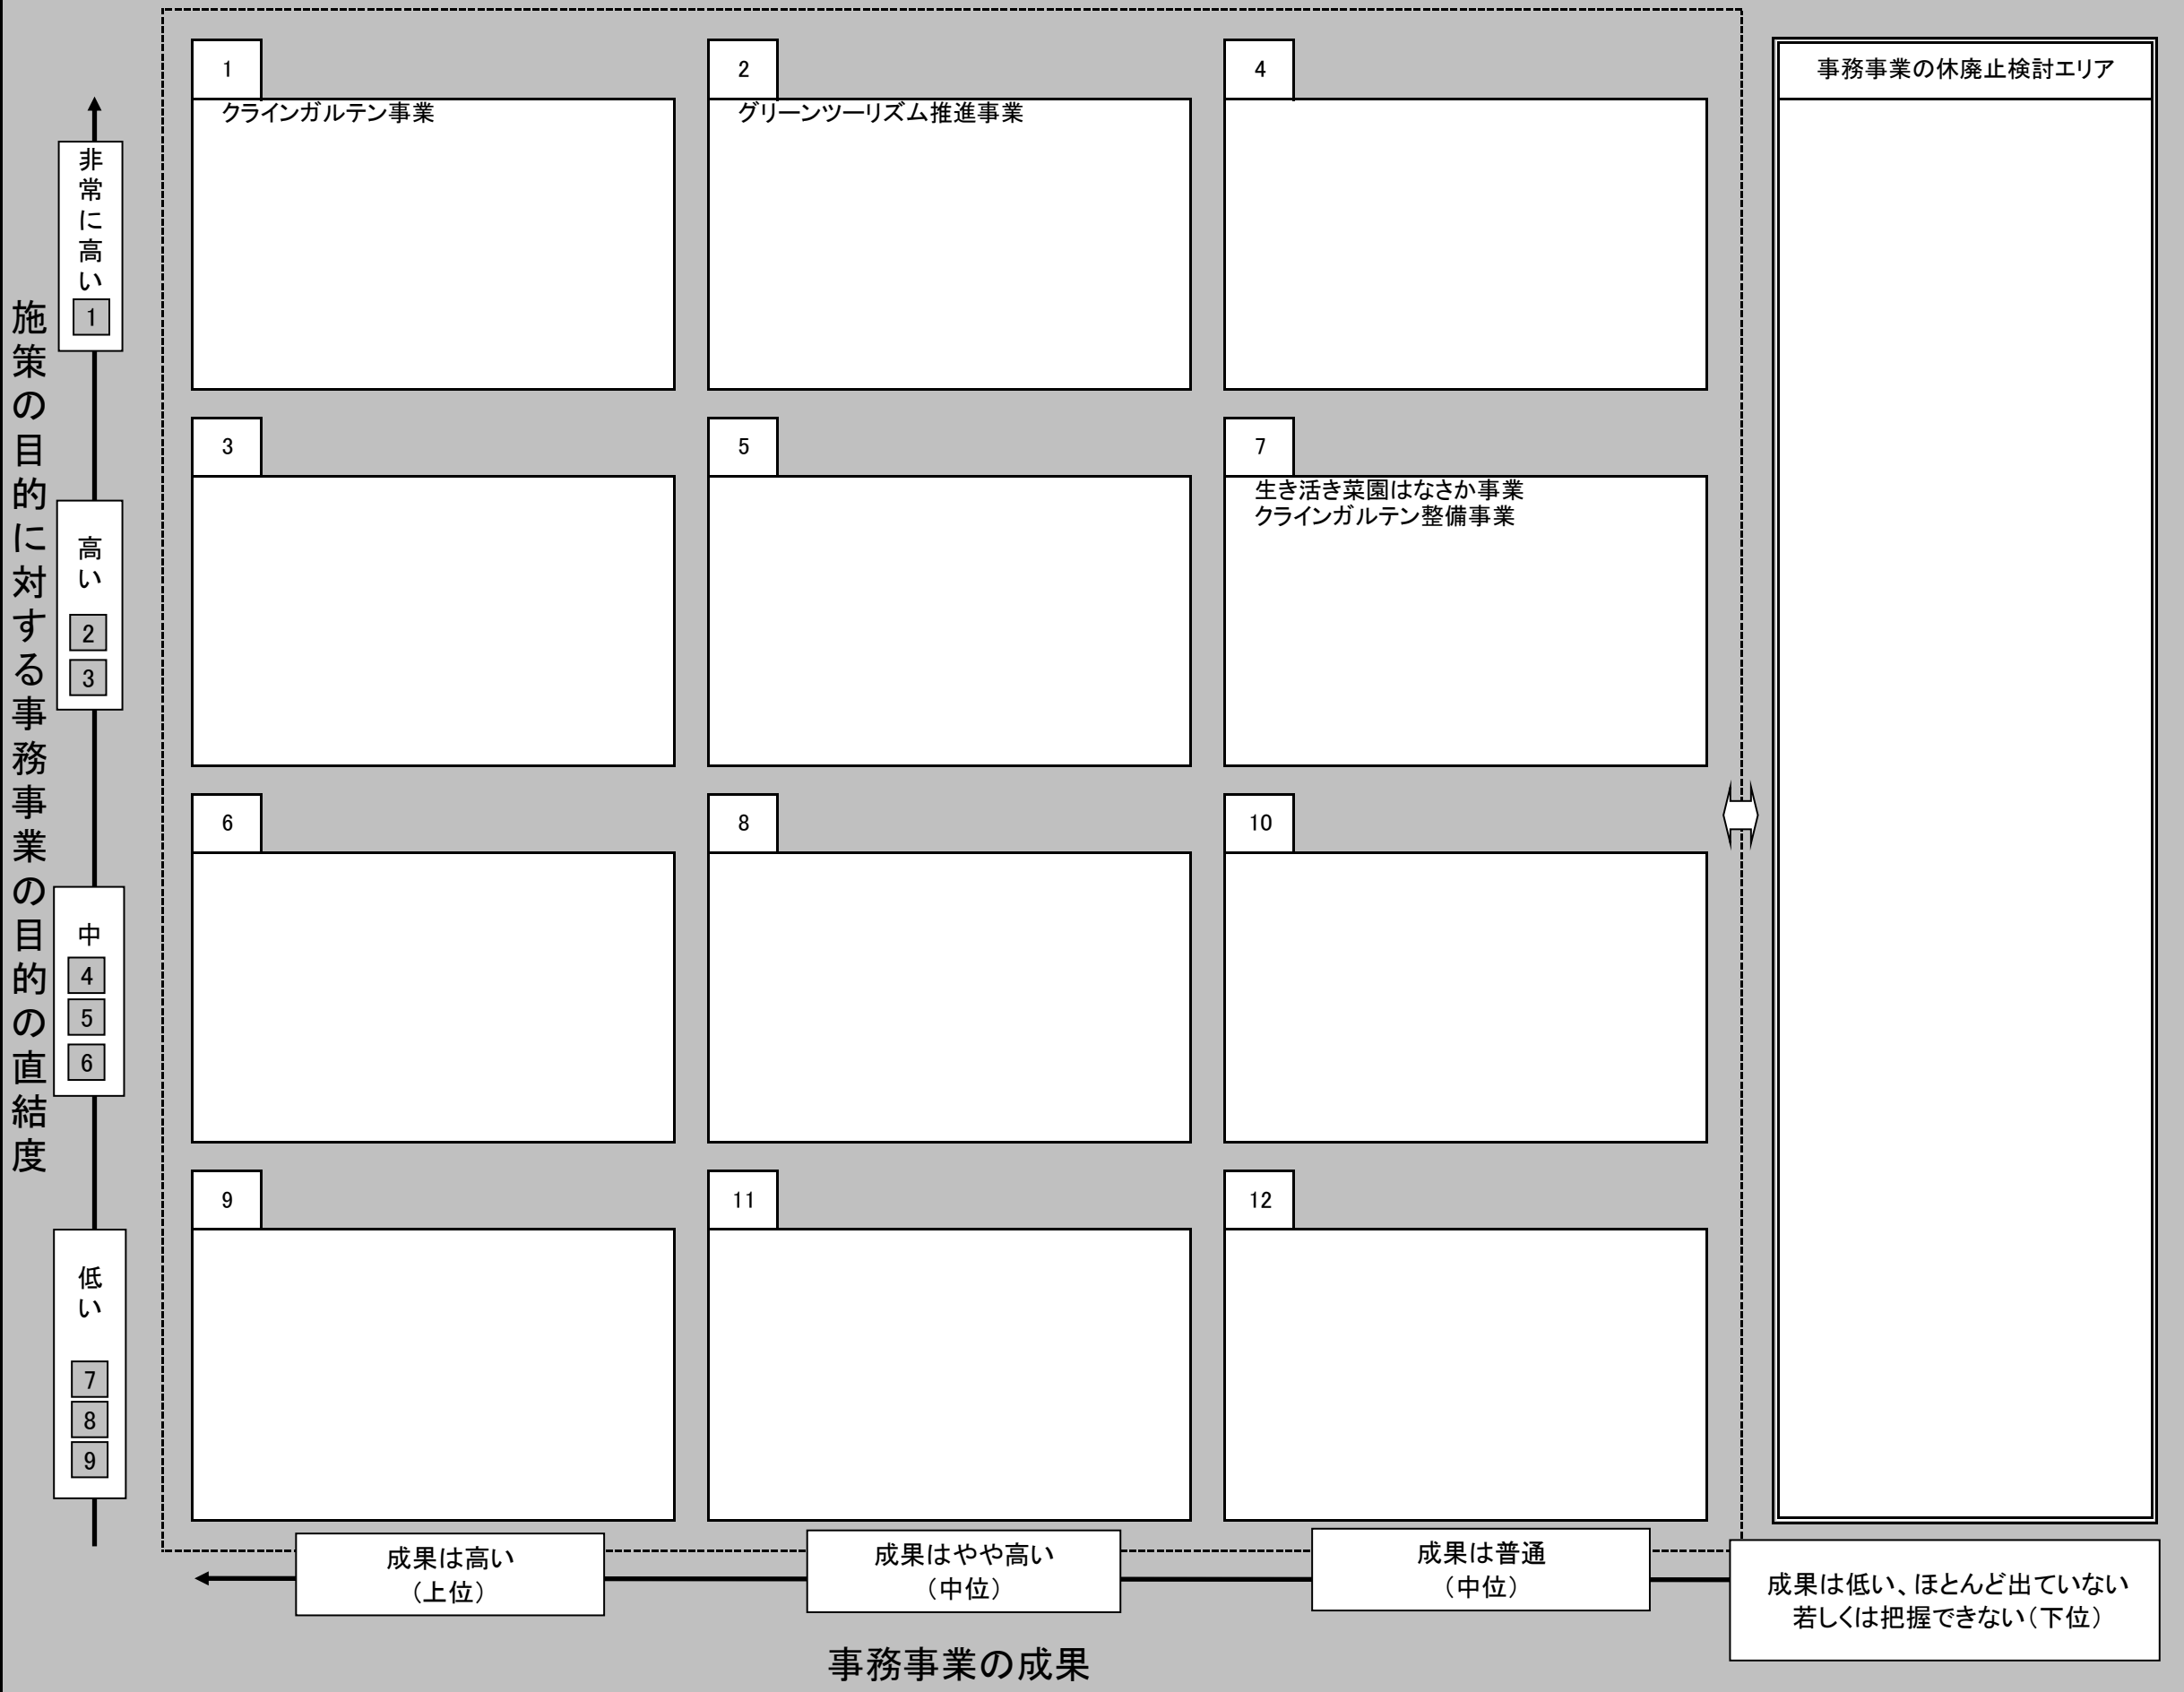 施策の目的に対する事務事業の目的の直結度
非常に高い
1
高い
2
3
中
4
5
6
低い
7
8
9
1
クラインガルテン事業
2
グリーンツーリズム推進事業
4
3
5
7
生き活き菜園はなさか事業
クラインガルテン整備事業
6
8
10
9
11
12
事務事業の休廃止検討エリア
成果は高い
（上位）
成果はやや高い
（中位）
成果は普通
（中位）
成果は低い、ほとんど出ていない
若しくは把握できない（下位）
事務事業の成果